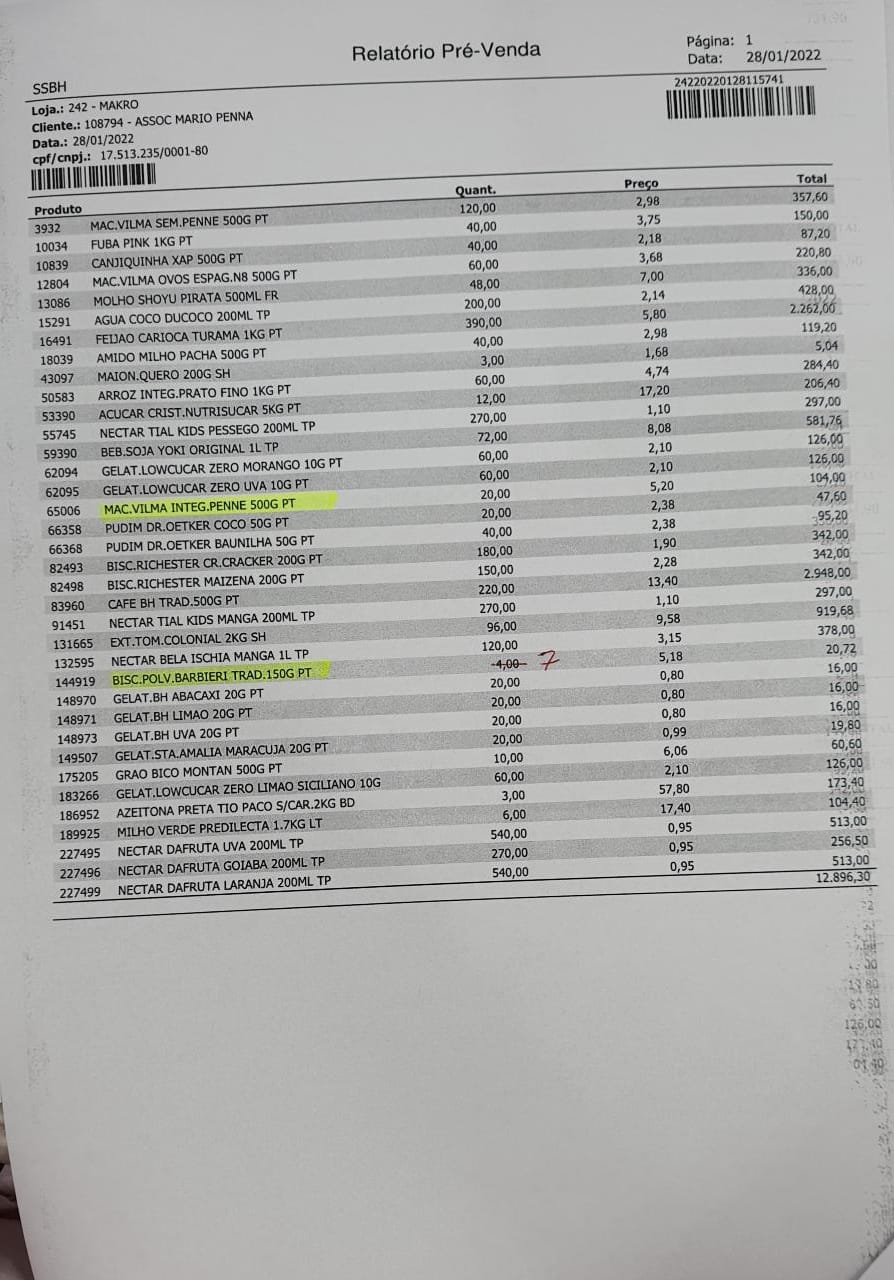 Relatório Pré-Venda
Página: 1
Data: 28/01/2022
SSBH
24220220128115741
Loja.: 242 - MAKRO
Cliente.: 108794 - ASSOC MARIO PENNA
Data.: 28/01/2022
cpf/cnpj.: 17.513.235/0001-80
Produto Quant. Preço Total
3932 MAC.VILMA SEM.PENNE 500G PT 120,00 2,98 357,60
10034 FUBA PINK 1KG PT 40,00 3,75 150,00
10839 CANJIQUINHA XAP 500G PT 40,00 2,18 87,20
12804 MAC.VILMA OVOS ESPAG.N8 500G PT 60,00 3,68 220,80
13086 MOLHO SHOYU PIRATA 500ML FR 48,00 7,00 336,00
15291 AGUA COCO DUCOCO 200ML TP 200,00 2,14 428,00
16491 FEIJAO CARIOCA TURAMA 1KG PT 390,00 5,80 2.262,00
18039 AMIDO MILHO PACHA 500G PT 40,00 2,98 119,20
43097 MAION.QUERO 200G SH 3,00 1,68 5,04
50583 ARROZ INTEG.PRATO FINO 1KG PT 60,00 4,74 284,40
53390 ACUCAR CRIST.NUTRISUCAR 5KG PT 12,00 17,20 206,40
55745 NECTAR TIAL KIDS PESSEGO 200ML TP 270,00 1,10 297,00
59390 BEB.SOJA YOKI ORIGINAL 1L TP 72,00 8,08 581,76
62094 GELAT.LOWCUCAR ZERO MORANGO 10G PT 60,00 2,10 126,00
62095 GELAT.LOWCUCAR ZERO UVA 10G PT 60,00 2,10 126,00
65006 MAC.VILMA INTEG.PENNE 500G PT 20,00 5,20 104,00
66358 PUDIM DR.OETKER COCO 50G PT 20,00 2,38 47,60
66368 PUDIM DR.OETKER BAUNILHA 50G PT 40,00 2,38 95,20
82493 BISC.RICHESTER CR.CRACKER 200G PT 180,00 1,90 342,00
82498 BISC.RICHESTER MAIZENA 200G PT 150,00 2,28 342,00
83960 CAFE BH TRAD.500G PT 220,00 13,40 2.948,00
91451 NECTAR TIAL KIDS MANGA 200ML TP 270,00 1,10 297,00
131665 EXT.TOM.COLONIAL 2KG SH 96,00 9,58 919,68
132595 NECTAR BELA ISCHIA MANGA 1L TP 120,00 3,15 378,00
144919 BISC.POLV.BARBIERI TRAD.150G PT 4,00 7 5,18 20,72
148970 GELAT.BH ABACAXI 20G PT 20,00 0,80 16,00
148971 GELAT.BH LIMAO 20G PT 20,00 0,80 16,00
148973 GELAT.BH UVA 20G PT 20,00 0,80 16,00
149507 GELAT.STA.AMALIA MARACUJA 20G PT 20,00 0,99 19,80
175205 GRAO BICO MONTAN 500G PT 10,00 6,06 60,60
183266 GELAT.LOWCUCAR ZERO LIMAO SICILIANO 10G 60,00 2,10 126,00
186952 AZEITONA PRETA TIO PACO S/CAR.2KG BD 3,00 57,80 173,40
189925 MILHO VERDE PREDILECTA 1.7KG LT 6,00 17,40 104,40
227495 NECTAR DAFRUTA UVA 200ML TP 540,00 0,95 513,00
227496 NECTAR DAFRUTA GOIABA 200ML TP 270,00 0,95 256,50
227499 NECTAR DAFRUTA LARANJA 200ML TP 540,00 0,95 513,00
12.896,30
126,00